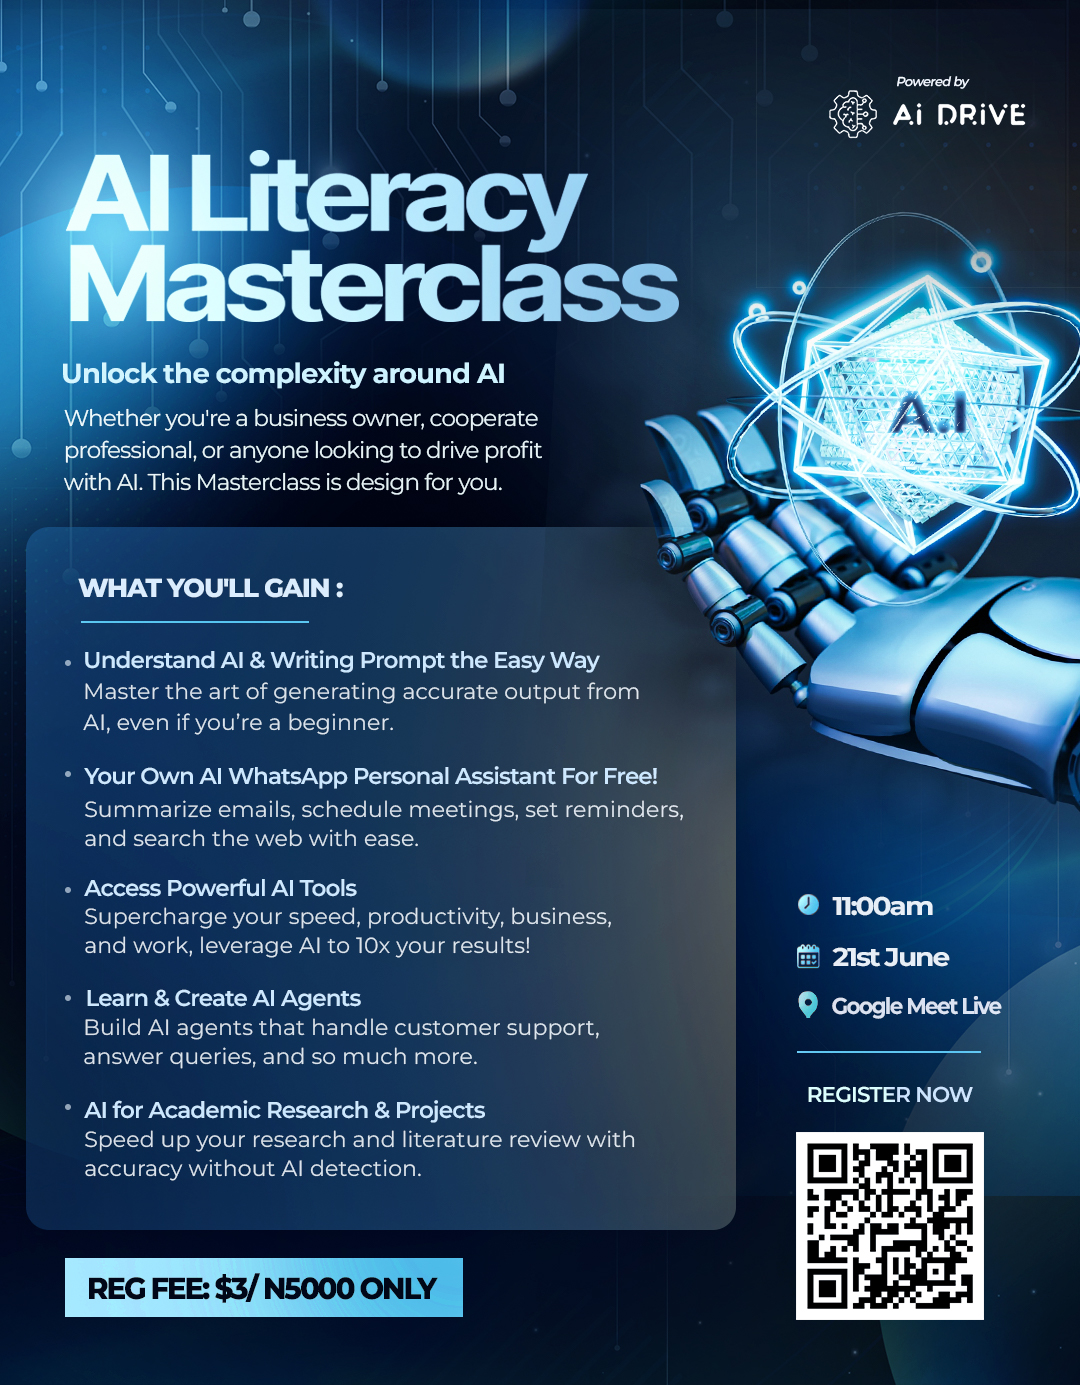 Powered by
Ai DRiVE
AI Literacy
Masterclass
Unlock the complexity around AI
Whether you're a business owner, cooperate
professional, or anyone looking to drive profit
with AI. This Masterclass is design for you.
A.I
WHAT YOU'LL GAIN :
• Understand AI & Writing Prompt the Easy Way
Master the art of generating accurate output from
AI, even if you’re a beginner.
• Your Own AI WhatsApp Personal Assistant For Free!
Summarize emails, schedule meetings, set reminders,
and search the web with ease.
• Access Powerful AI Tools
Supercharge your speed, productivity, business,
and work, leverage AI to 10x your results!
• Learn & Create AI Agents
Build AI agents that handle customer support,
answer queries, and so much more.
• AI for Academic Research & Projects
Speed up your research and literature review with
accuracy without AI detection.
11:00am
21st June
Google Meet Live
REGISTER NOW
REG FEE: $3/ N5000 ONLY